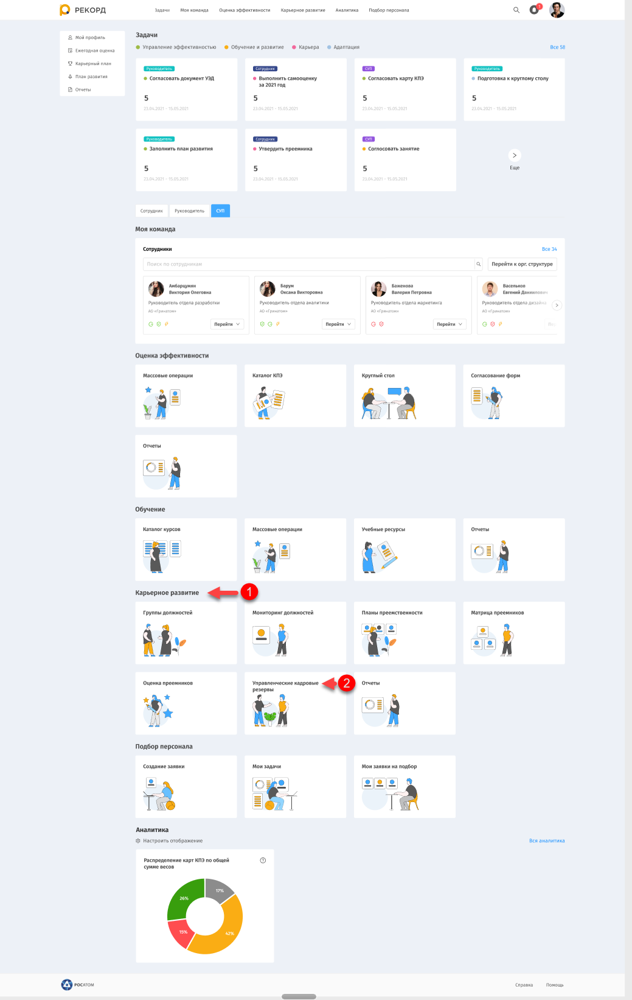 РЕКОРД
Задачи Моя команда Оценка эффективности Карьерное развитие Аналитика Подбор персонала
1
Мой профиль
Ежегодная оценка
Карьерный план
План развития
Отчеты
Задачи
Управление эффективностью Обучение и развитие Карьера Адаптация
Все 58
Руководитель
Согласовать документ УЭД
5
23.04.2021 - 15.05.2021
Сотрудник
Выполнить самооценку
за 2021 год
5
23.04.2021 - 15.05.2021
СУП
Согласовать карту КПЭ
5
23.04.2021 - 15.05.2021
Руководитель
Подготовка к круглому столу
5
23.04.2021 - 15.05.2021
Руководитель
Заполнить план развития
5
23.04.2021 - 15.05.2021
Сотрудник
Утвердить преемника
5
23.04.2021 - 15.05.2021
СУП
Соглосовать занятие
5
23.04.2021 - 15.05.2021
Еще
Сотрудник Руководитель СУП
Моя команда
Сотрудники
Все 34
Поиск по сотрудникам
Перейти к орг. структуре
Амбарцумян
Виктория Олеговна
Руководитель отдела разработки
АО «Гринатом»
Перейти
Барум
Оксана Викторовна
Руководитель отдела аналитики
АО «Гринатом»
Перейти
Баженова
Валерия Петровна
Руководитель отдела маркетинга
АО «Гринатом»
Перейти
Васельков
Евгений Даниилович
Руководитель отдела дизайна
АО «Гринатом»
Пер
Оценка эффективности
Массовые операции
Каталог КПЭ
Круглый стол
Согласование форм
Отчеты
Обучение
Каталог курсов
Массовые операции
Учебные ресурсы
Отчеты
Карьерное развитие
1
Группы должностей
Мониторинг должностей
Планы преемственности
Матрица преемников
Оценка преемников
Управленческие кадровые
резервы
2
Отчеты
Подбор персонала
Создание заявки
Мои задачи
Мои заявки на подбор
Аналитика
Настроить отображение
Вся аналитика
Распределение карт КПЭ по общей
сумме весов
17%
26%
15%
42%
РОСАТОМ
Справка Помощь